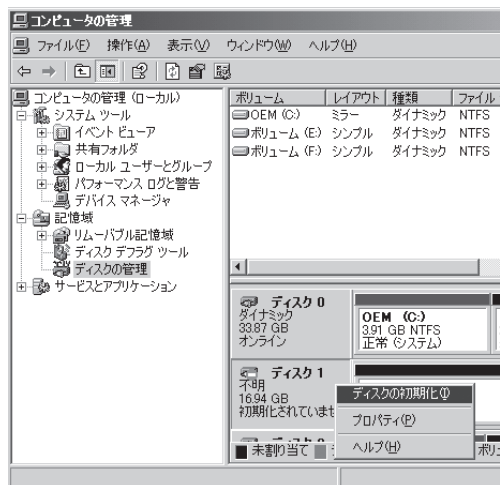 コンピュータの管理
ファイル(F) 操作(A) 表示(V) ウィンドウ(W) ヘルプ(H)
コンピュータの管理 (ローカル)
システム ツール
イベント ビューア
共有フォルダ
ローカル ユーザーとグループ
パフォーマンス ログと警告
デバイス マネージャ
記憶域
リムーバブル記憶域
ディスク デフラグ ツール
ディスクの管理
サービスとアプリケーション
ボリューム レイアウト 種類 ファイル
OEM (C:) ミラー ダイナミック NTFS
ボリューム (E:) シンプル ダイナミック NTFS
ボリューム (F:) シンプル ダイナミック NTFS
ディスク 0
ダイナミック
33.87 GB
オンライン
OEM (C:)
3.91 GB NTFS
正常 (システム)
ディスク 1
不明
16.94 GB
初期化されていませ
ディスクの初期化(I)
プロパティ(P)
ヘルプ(H)
未割り当て